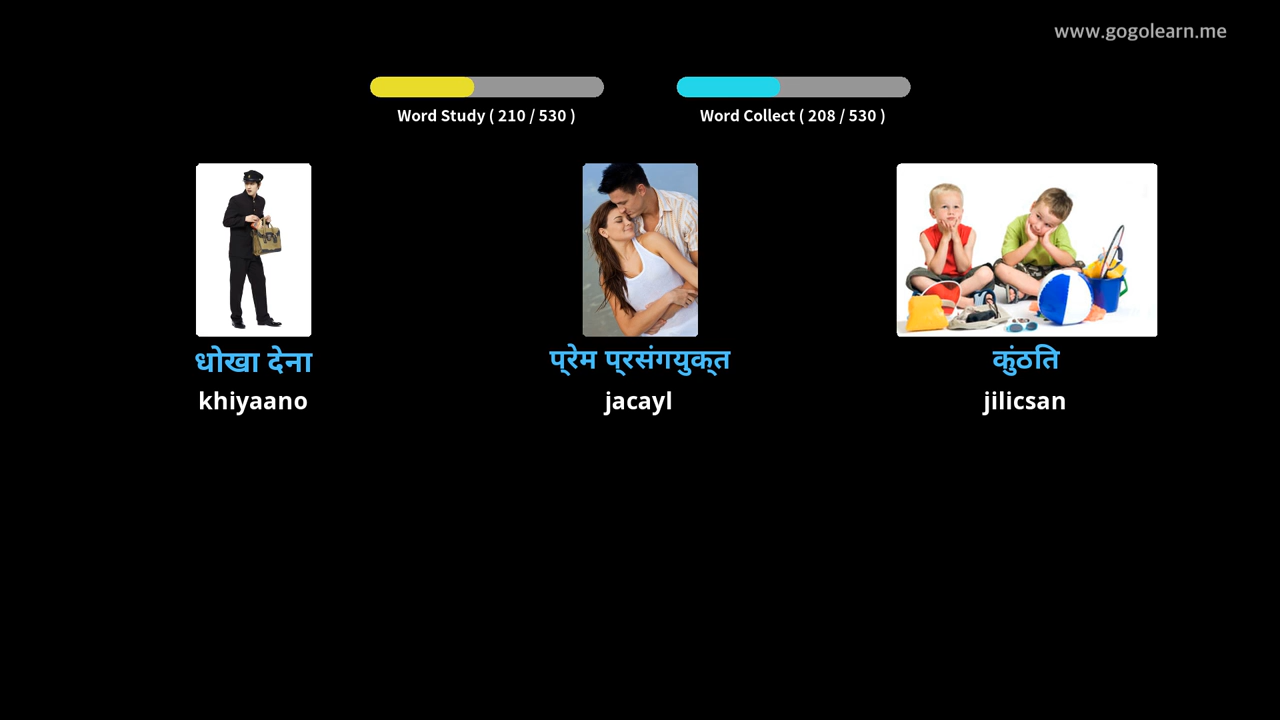 www.gogolearn.me
Word Study ( 210 / 530 ) Word Collect ( 208 / 530 )
धोखा देना प्रेम प्रसंगयुक्त कुंठति
khiyaano jacayl jilicsan